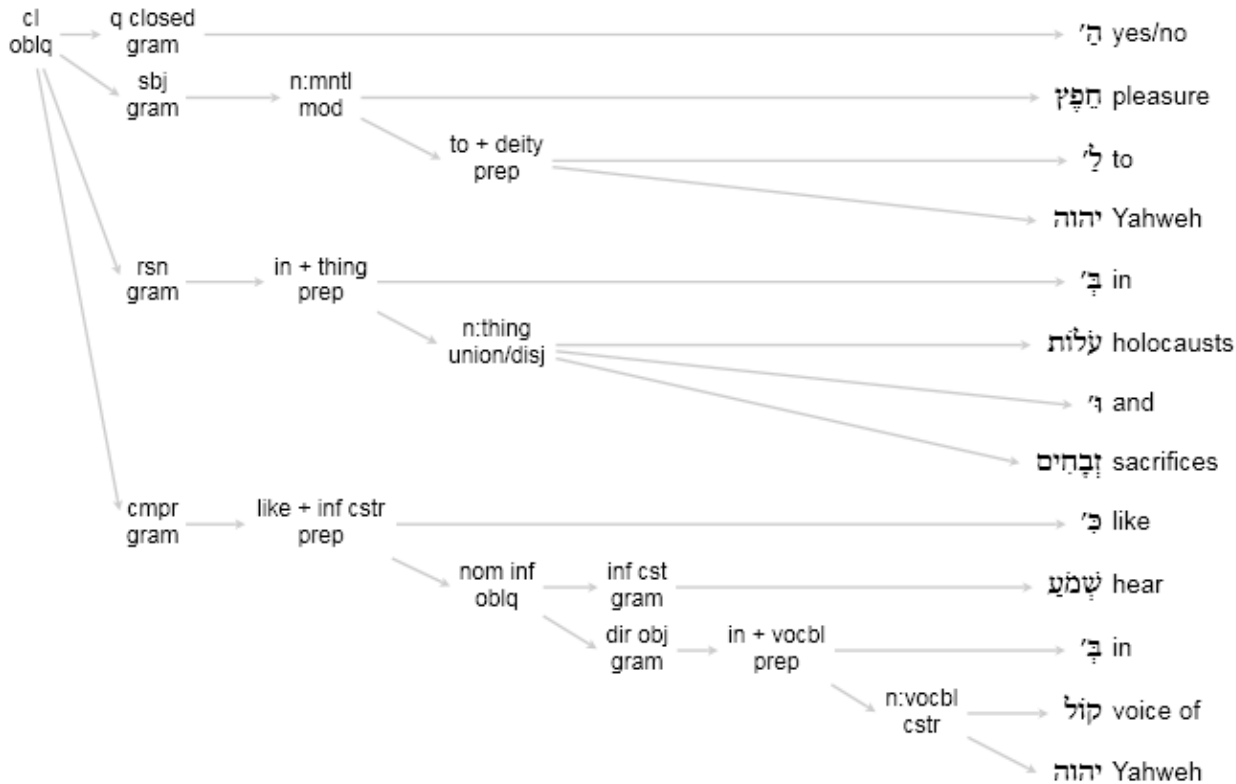 cl
oblq
q closed
gram
הַ׳ yes/no
sbj
gram
n:mntl
mod
חֵפֶץ pleasure
to + deity
prep
לַ׳ to
יהוה Yahweh
rsn
gram
in + thing
prep
בְּ׳ in
n:thing
union/disj
עֹלוֹת holocausts
וּ׳ and
זְבָחִים sacrifices
cmpr
gram
like + inf cstr
prep
כִּ׳ like
nom inf
oblq
inf cst
gram
שְׁמֹעַ hear
dir obj
gram
in + vocbl
prep
בְּ׳ in
n:vocbl
cstr
קוֹל voice of
יהוה Yahweh